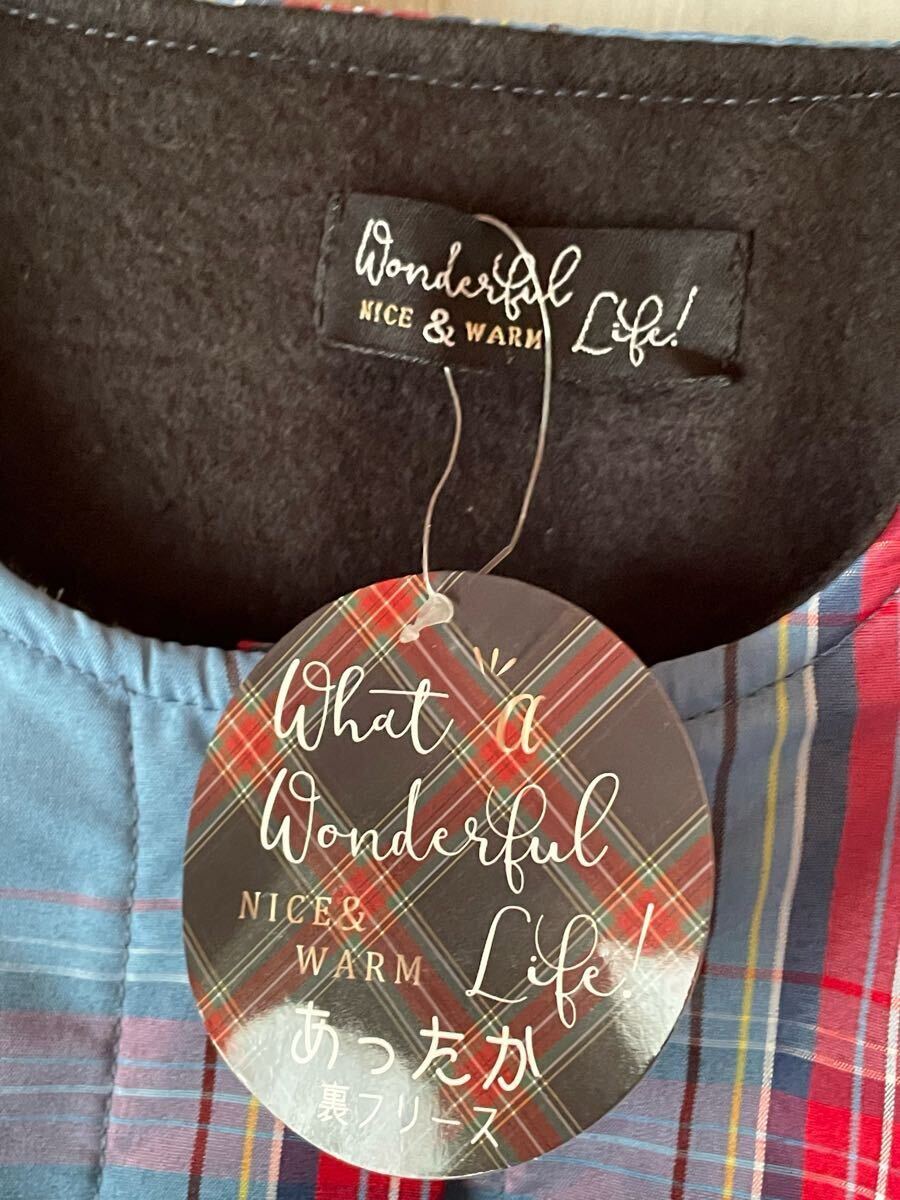 Wonderful
NICE & WARM Life!
What a
Wonderful
NICE&
WARM Life!
あったか
裏フリース